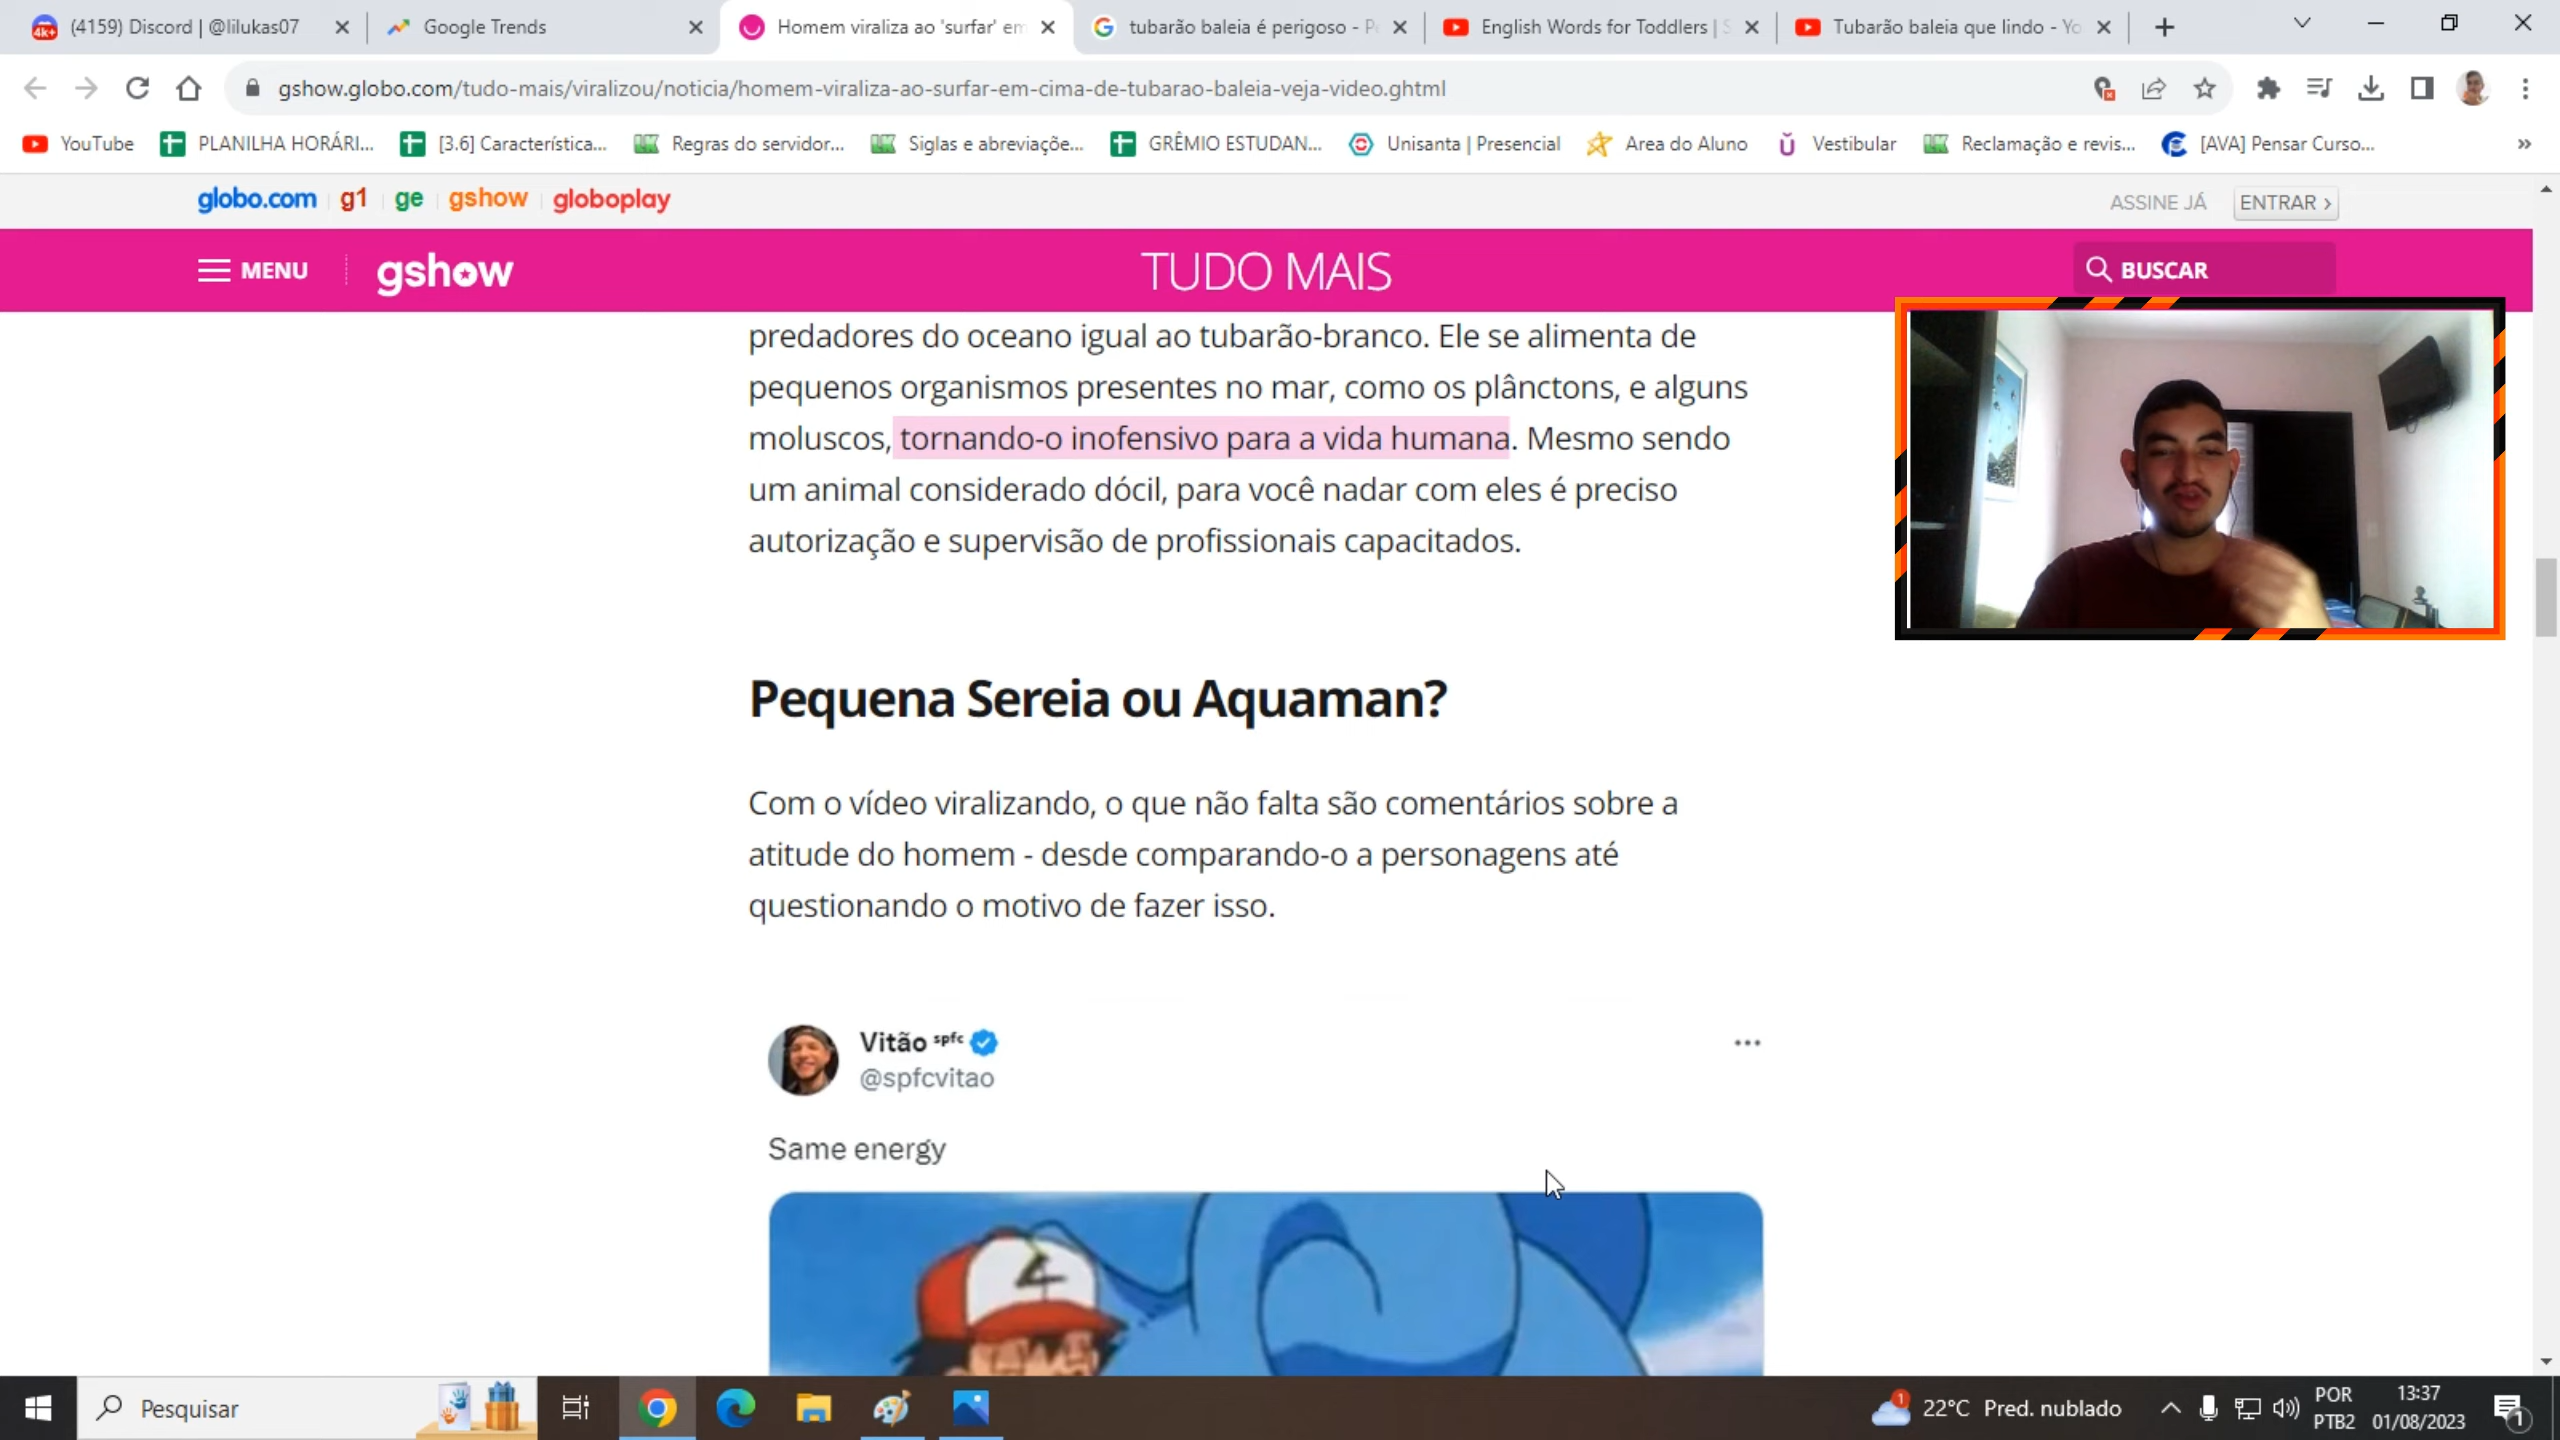 (4159) Discord | @lilukas07
Google Trends
Homem viraliza ao 'surfar' em
tubarão baleia é perigoso - P
English Words for Toddlers |
Tubarão baleia que lindo - Yo
gshow.globo.com/tudo-mais/viralizou/noticia/homem-viraliza-ao-surfar-em-cima-de-tubarao-baleia-veja-video.ghtml
YouTube
PLANILHA HORÁRI...
[3.6] Característica...
Regras do servidor...
Siglas e abreviaçõe...
GRÊMIO ESTUDAN...
Unisanta | Presencial
Area do Aluno
Vestibular
Reclamação e revis...
[AVA] Pensar Curso...
globo.com g1 ge gshow globoplay
ASSINE JÁ
ENTRAR ›
MENU
gshow
TUDO MAIS
BUSCAR
predadores do oceano igual ao tubarão-branco. Ele se alimenta de
pequenos organismos presentes no mar, como os plânctons, e alguns
moluscos, tornando-o inofensivo para a vida humana. Mesmo sendo
um animal considerado dócil, para você nadar com eles é preciso
autorização e supervisão de profissionais capacitados.
Pequena Sereia ou Aquaman?
Com o vídeo viralizando, o que não falta são comentários sobre a
atitude do homem - desde comparando-o a personagens até
questionando o motivo de fazer isso.
Vitão spfc
@spfcvitao
Same energy
Pesquisar
1
22°C Pred. nublado
POR
PTB2
13:37
01/08/2023
1